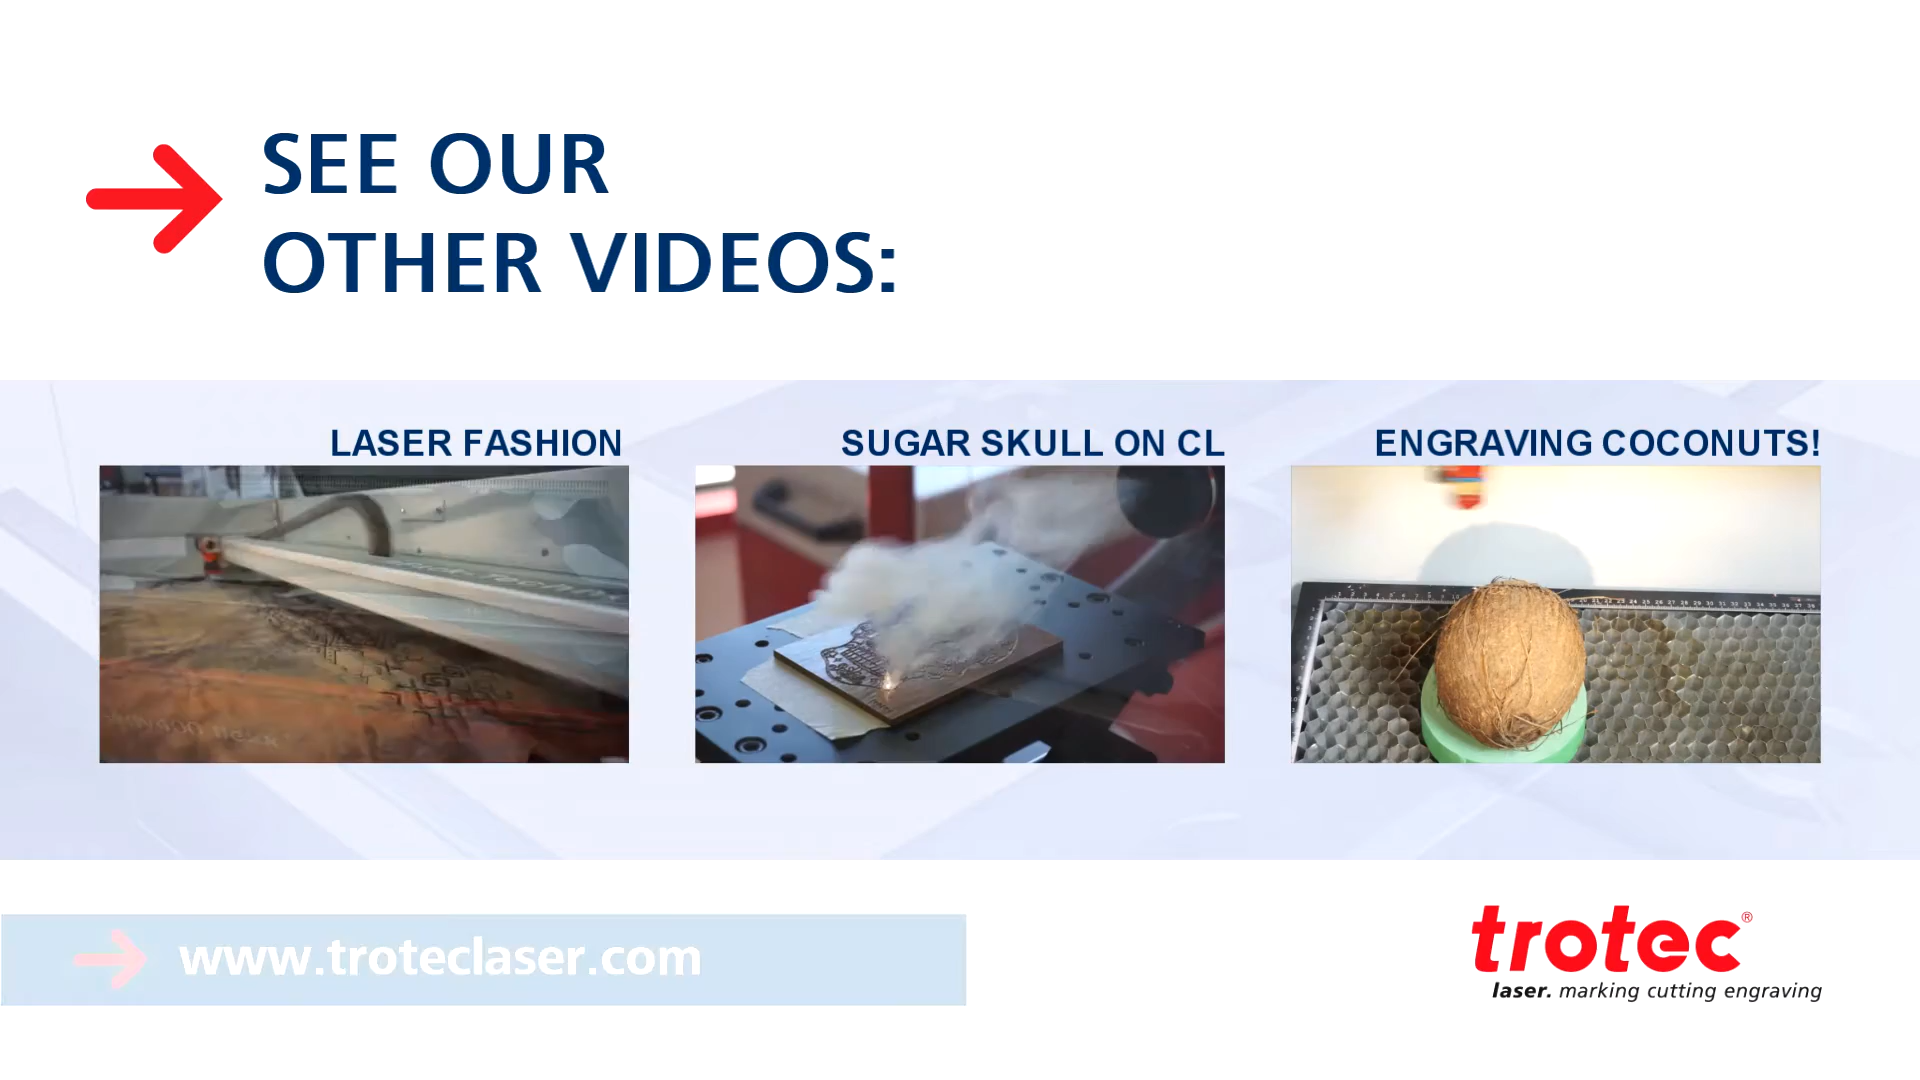 SEE OUR
OTHER VIDEOS:
LASER FASHION
SUGAR SKULL ON CL
ENGRAVING COCONUTS!
www.troteclaser.com
trotec®
laser. marking cutting engraving